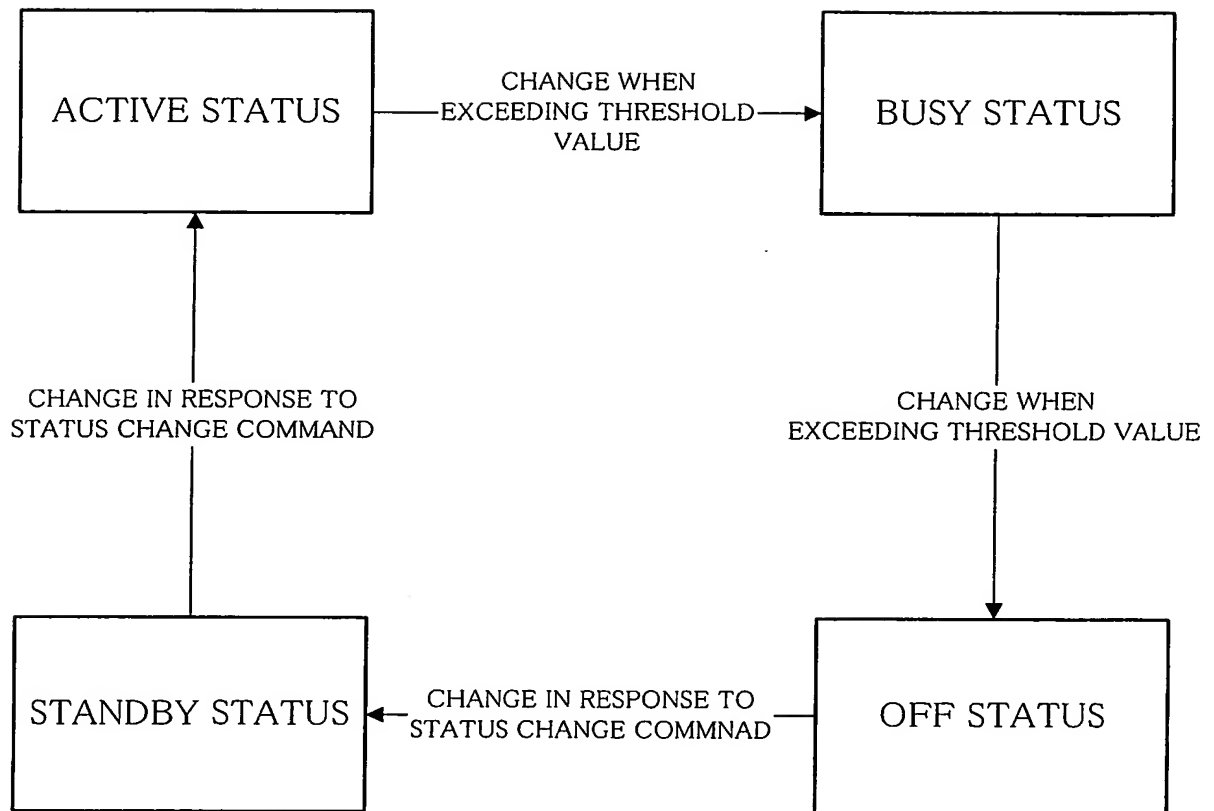 ACTIVE STATUS
CHANGE WHEN
EXCEEDING THRESHOLD
VALUE
BUSY STATUS
CHANGE IN RESPONSE TO
STATUS CHANGE COMMAND
CHANGE WHEN
EXCEEDING THRESHOLD VALUE
STANDBY STATUS
CHANGE IN RESPONSE TO
STATUS CHANGE COMMNAD
OFF STATUS